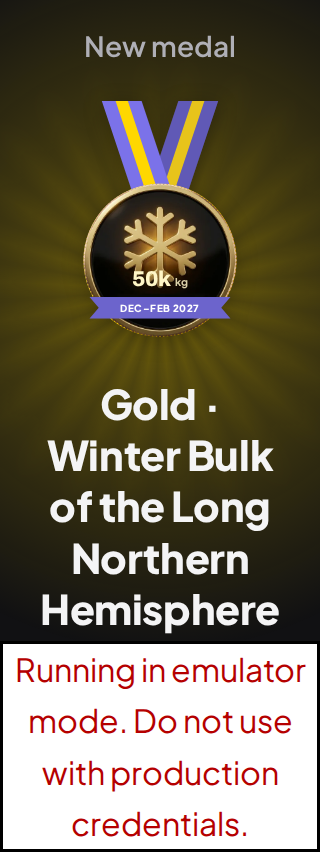 New medal
50k kg
DEC–FEB 2027
Gold ·
Winter Bulk
of the Long
Northern
Hemisphere
Running in emulator
mode. Do not use
with production
credentials.